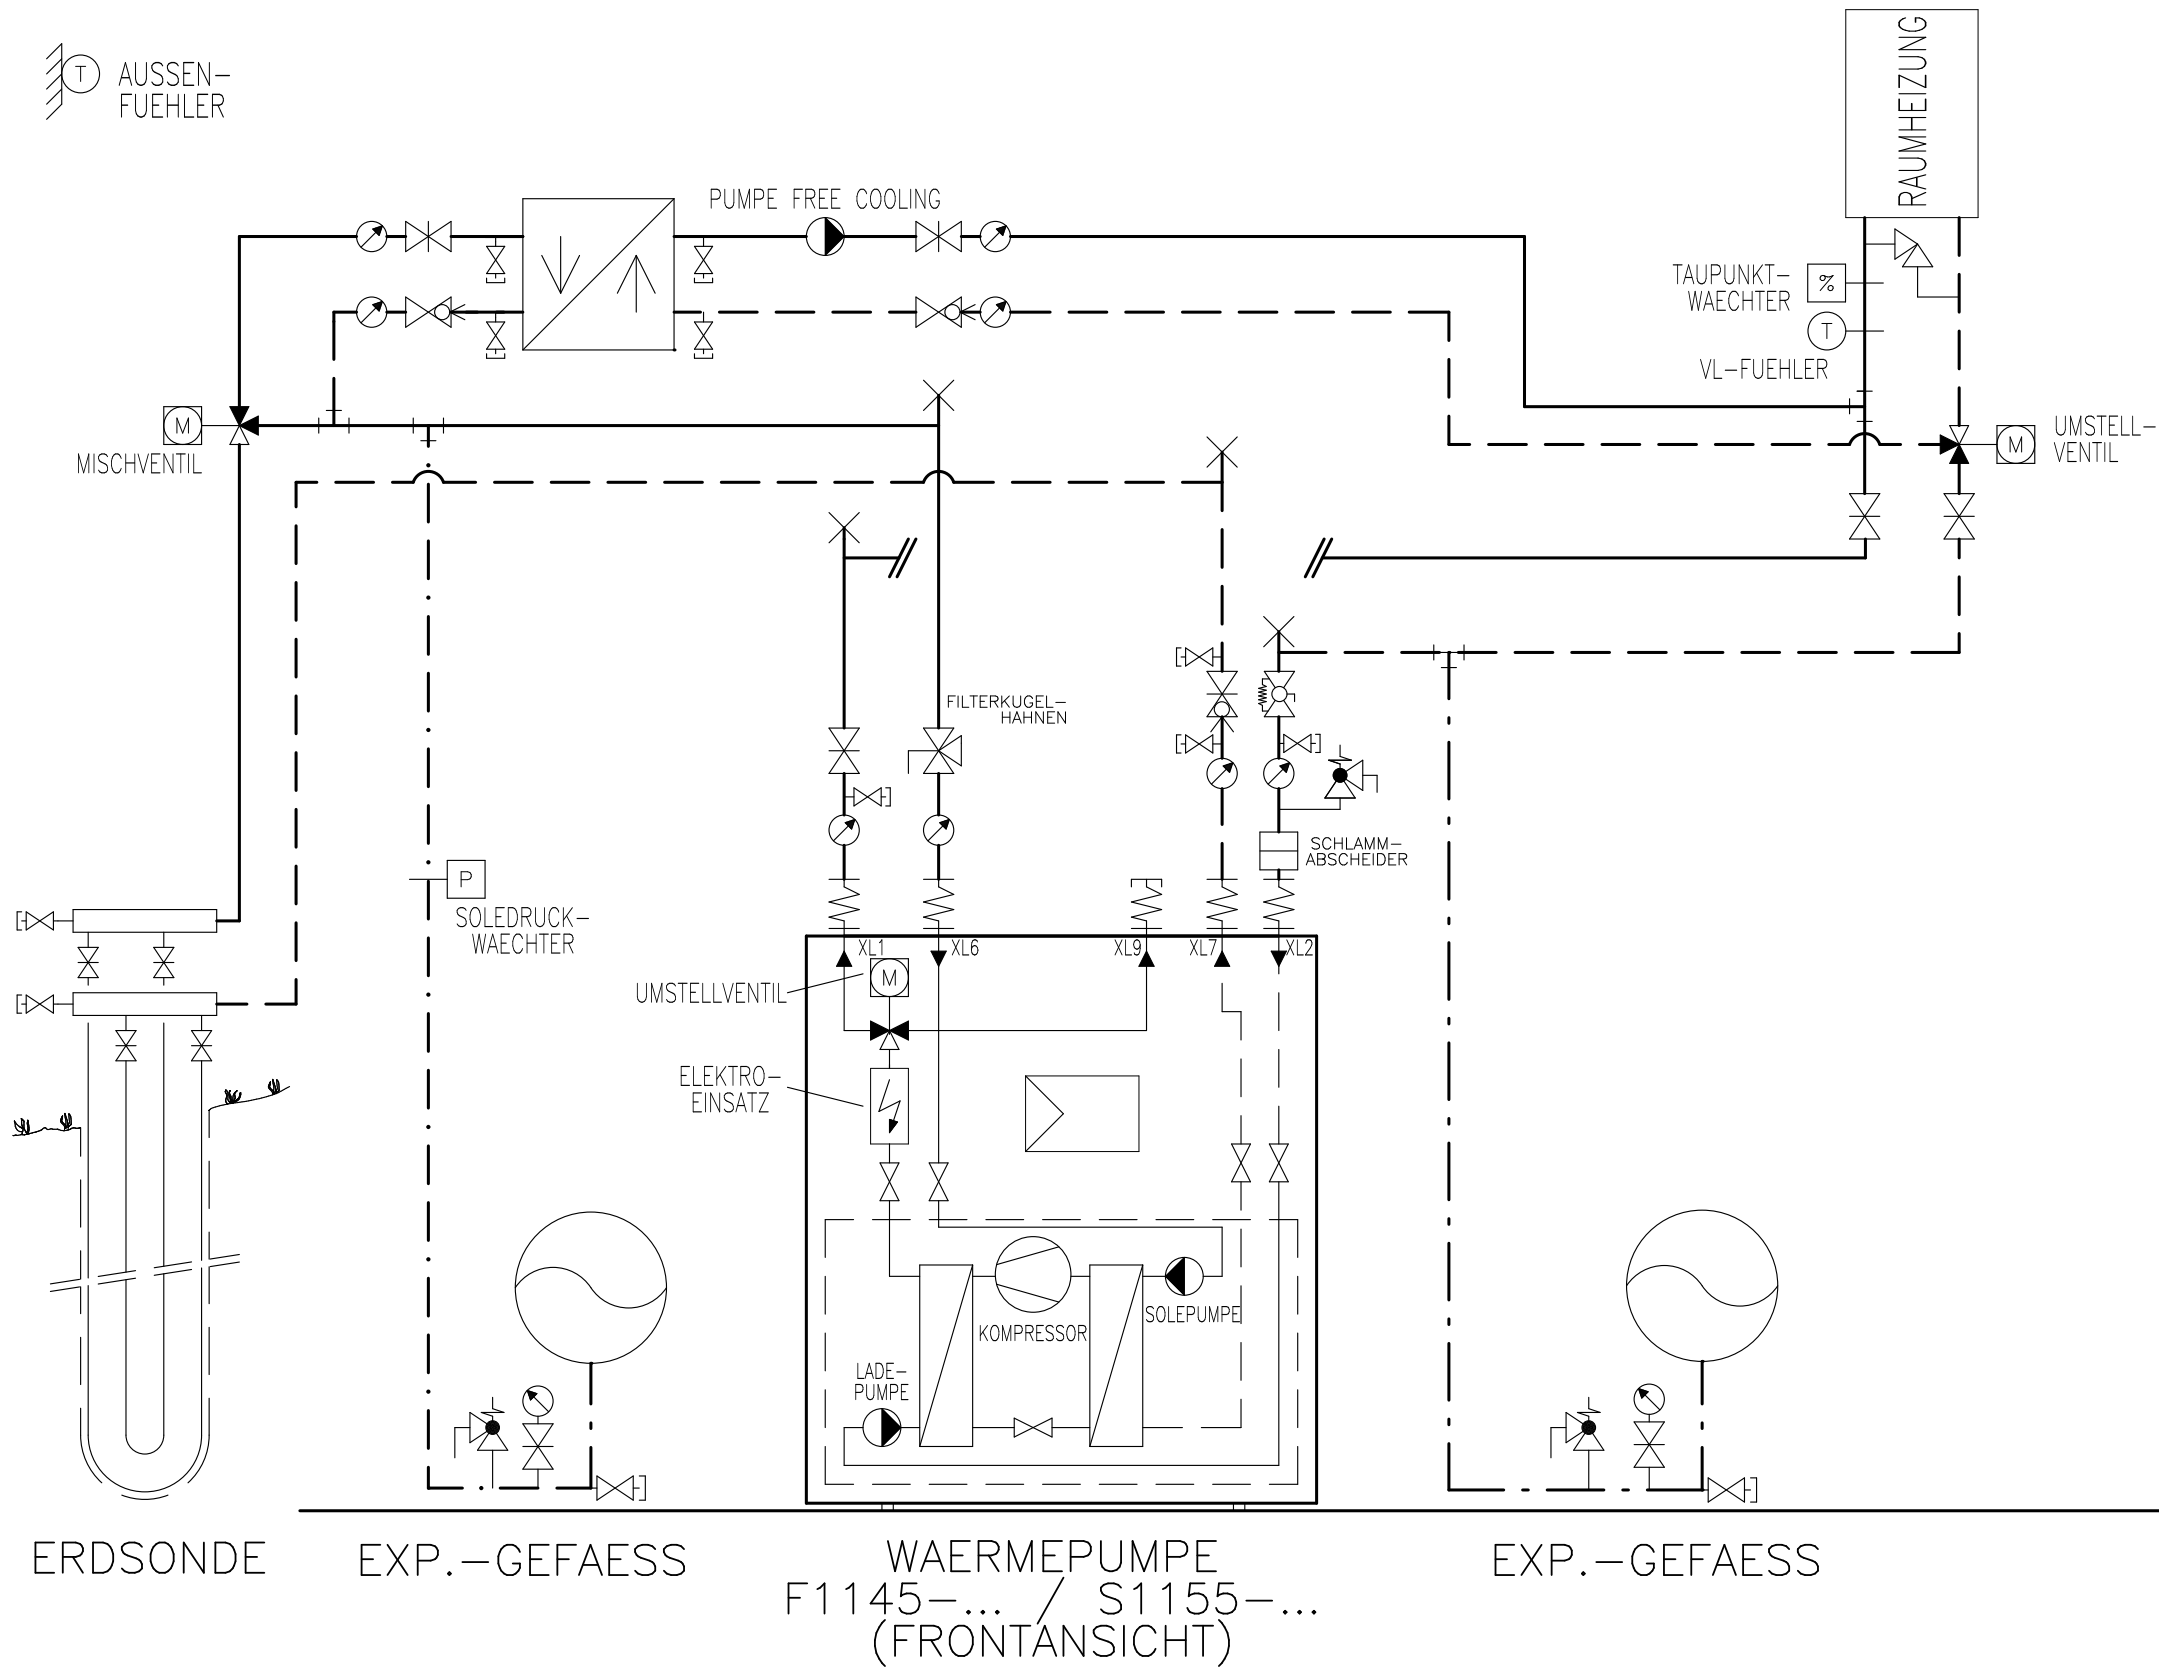 T
AUSSEN-
FUEHLER
RAUMHEIZUNG
PUMPE FREE COOLING
TAUPUNKT-
WAECHTER
%
T
VL-FUEHLER
M
MISCHVENTIL
M
UMSTELL-
VENTIL
FILTERKUGEL-
HAHNEN
SCHLAMM-
ABSCHEIDER
P
SOLEDRUCK-
WAECHTER
XL1
XL6
XL9
XL7
XL2
M
UMSTELLVENTIL
ELEKTRO-
EINSATZ
SOLEPUMPE
KOMPRESSOR
LADE-
PUMPE
ERDSONDE
EXP.-GEFAESS
WAERMEPUMPE
F1145-... / S1155-...
(FRONTANSICHT)
EXP.-GEFAESS